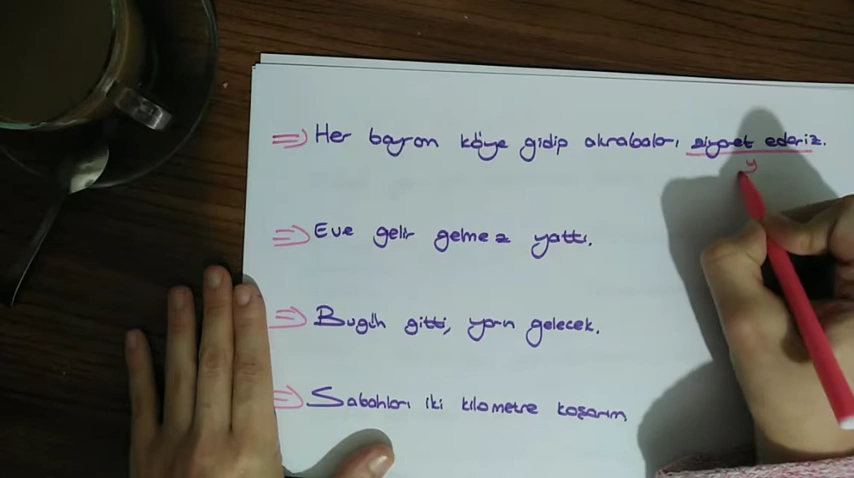 ⇒ Her bayram köye gidip akrabaları ziyaret ederiz.
y
⇒ Eve gelir gelmez yattı.
⇒ Bugün gitti, yarın gelecek.
⇒ Sabahları iki kilometre koşarım